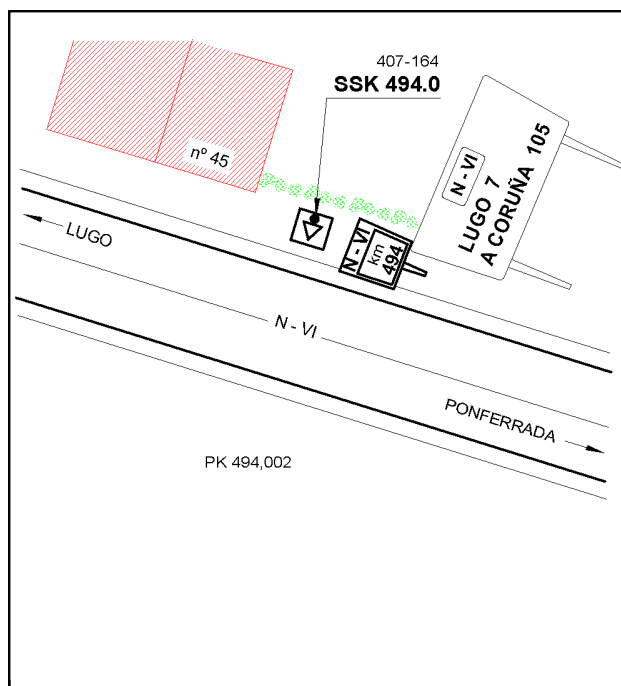 407-164
SSK 494.0
nº 45
N - VI
LUGO 7
A CORUÑA 105
N - VI
km
494
LUGO
N - VI
PONFERRADA
PK 494,002